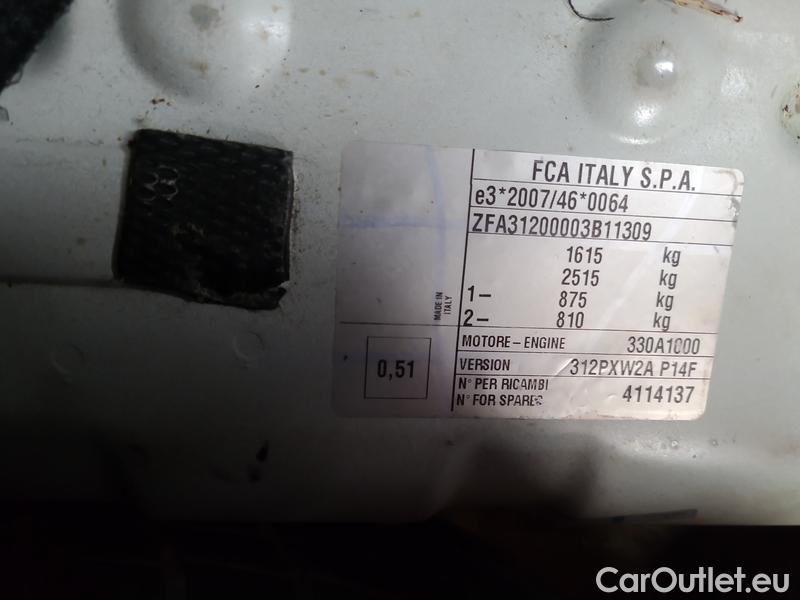 FCA ITALY S.P.A.
e3*2007/46*0064
ZFA31200003B11309
1615 kg
2515 kg
1- 875 kg
2- 810 kg
MADE IN
ITALY
MOTORE - ENGINE 330A1000
0,51
VERSION 312PXW2A P14F
N° PER RICAMBI
N° FOR SPARES 4114137
CarOutlet.eu